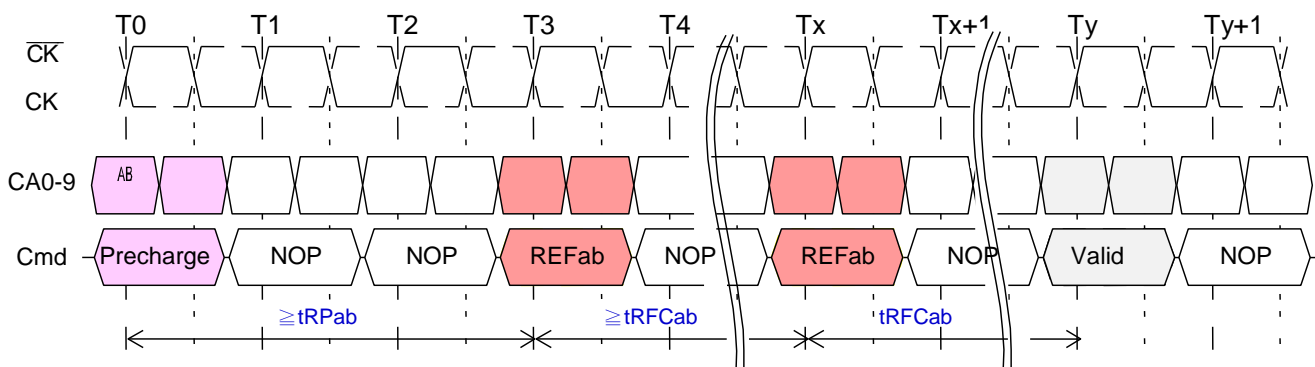 T0 T1 T2 T3 T4 Tx Tx+1 Ty Ty+1
CK
CK
CA0-9 AB
Cmd Precharge NOP NOP REFab NOP REFab NOP Valid NOP
≧tRPab ≧tRFCab tRFCab